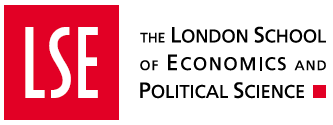 LSE
THE LONDON SCHOOL
OF ECONOMICS AND
POLITICAL SCIENCE